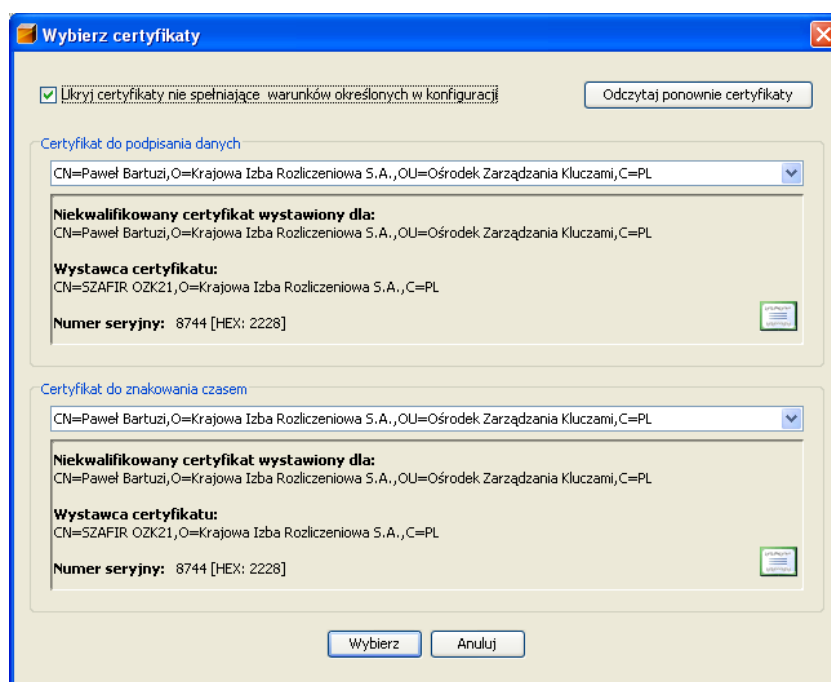 Wybierz certyfikaty
Ukryj certyfikaty nie spełniające warunków określonych w konfiguracji
Odczytaj ponownie certyfikaty
Certyfikat do podpisania danych
CN=Paweł Bartuzi,O=Krajowa Izba Rozliczeniowa S.A.,OU=Ośrodek Zarządzania Kluczami,C=PL
Niekwalifikowany certyfikat wystawiony dla:
CN=Paweł Bartuzi,O=Krajowa Izba Rozliczeniowa S.A.,OU=Ośrodek Zarządzania Kluczami,C=PL
Wystawca certyfikatu:
CN=SZAFIR OZK21,O=Krajowa Izba Rozliczeniowa S.A.,C=PL
Numer seryjny: 8744 [HEX: 2228]
Certyfikat do znakowania czasem
CN=Paweł Bartuzi,O=Krajowa Izba Rozliczeniowa S.A.,OU=Ośrodek Zarządzania Kluczami,C=PL
Niekwalifikowany certyfikat wystawiony dla:
CN=Paweł Bartuzi,O=Krajowa Izba Rozliczeniowa S.A.,OU=Ośrodek Zarządzania Kluczami,C=PL
Wystawca certyfikatu:
CN=SZAFIR OZK21,O=Krajowa Izba Rozliczeniowa S.A.,C=PL
Numer seryjny: 8744 [HEX: 2228]
Wybierz
Anuluj